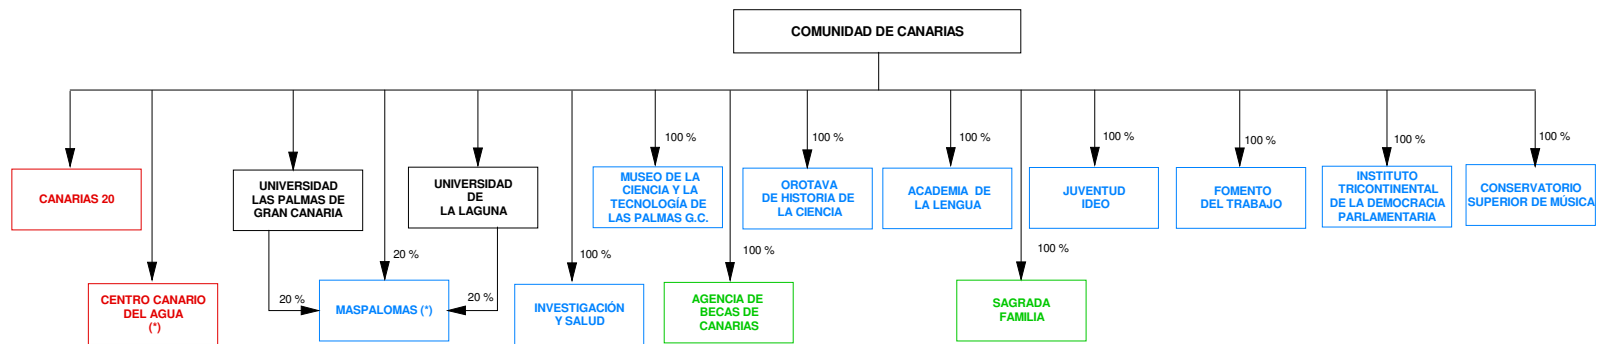 COMUNIDAD DE CANARIAS
100 %
100 %
100 %
100 %
100 %
100 %
100 %
CANARIAS 20
UNIVERSIDAD
LAS PALMAS DE
GRAN CANARIA
UNIVERSIDAD
DE
LA LAGUNA
MUSEO DE LA
CIENCIA Y LA
TECNOLOGÍA DE
LAS PALMAS G.C.
OROTAVA
DE HISTORIA DE
LA CIENCIA
ACADEMIA DE
LA LENGUA
JUVENTUD
IDEO
FOMENTO
DEL TRABAJO
INSTITUTO
TRICONTINENTAL
DE LA DEMOCRACIA
PARLAMENTARIA
CONSERVATORIO
SUPERIOR DE MÚSICA
20 %
100 %
100 %
100 %
20 %
20 %
CENTRO CANARIO
DEL AGUA
(*)
MASPALOMAS (*)
INVESTIGACIÓN
Y SALUD
AGENCIA DE
BECAS DE
CANARIAS
SAGRADA
FAMILIA